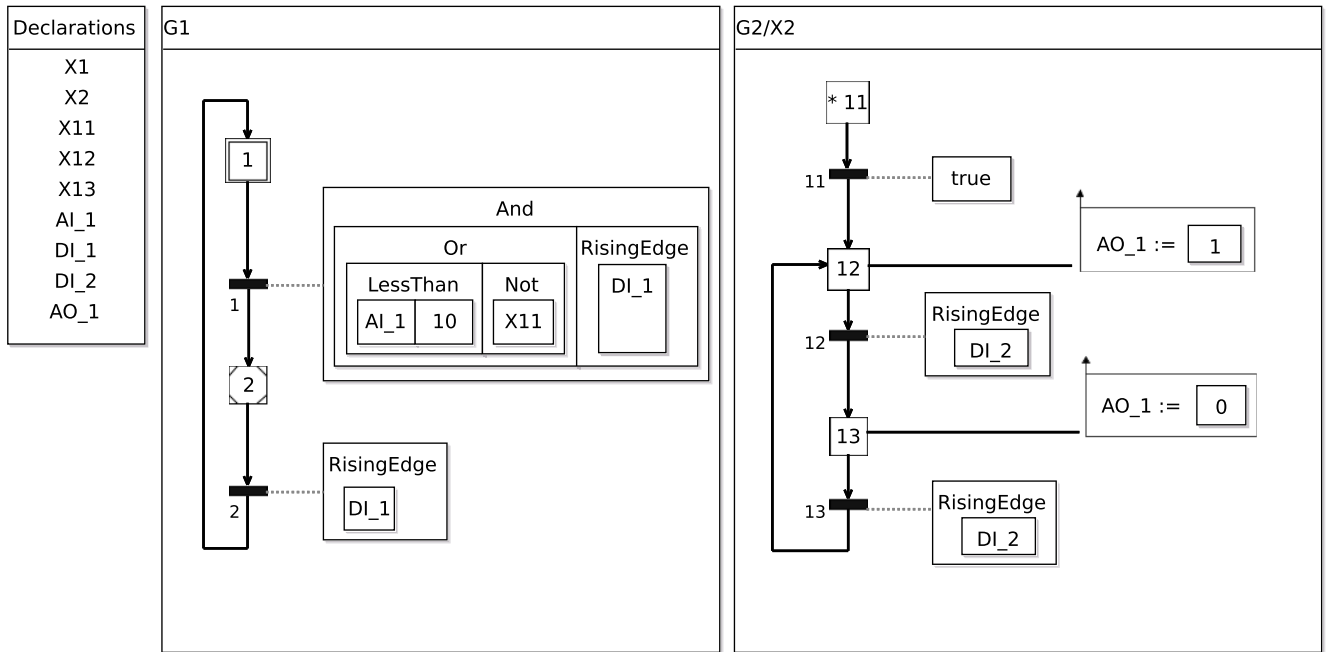 Declarations
X1
X2
X11
X12
X13
AI_1
DI_1
DI_2
AO_1
G1
1
1
And
Or
RisingEdge
LessThan
Not
DI_1
AI_1
10
X11
2
2
RisingEdge
DI_1
G2/X2
* 11
11
true
12
AO_1 :=
1
12
RisingEdge
DI_2
13
AO_1 :=
0
13
RisingEdge
DI_2